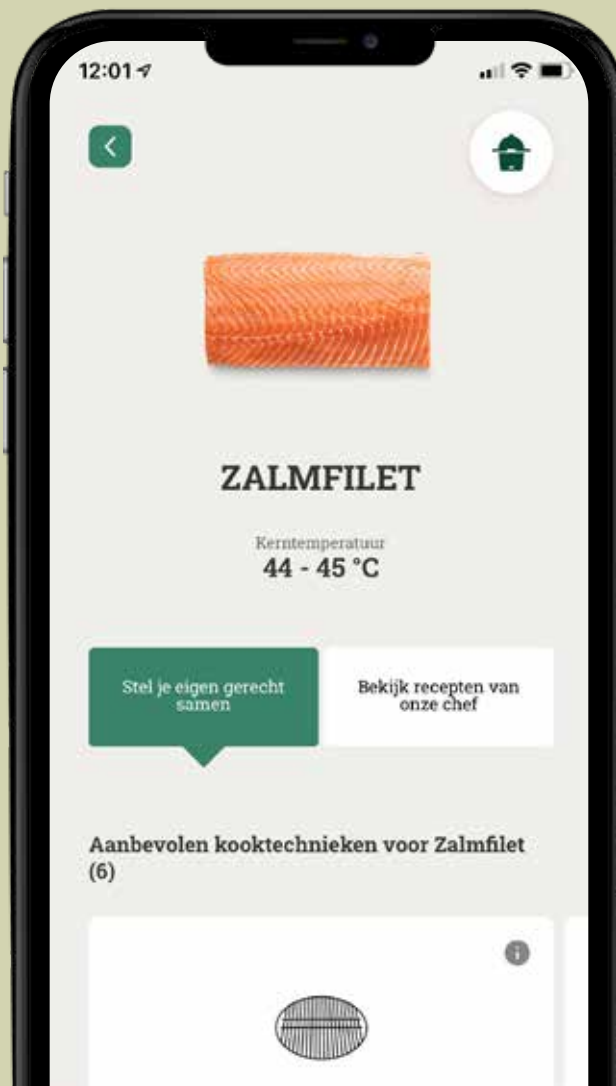 12:01
ZALMFILET
Kerntemperatuur
44 - 45 °C
Stel je eigen gerecht
samen
Bekijk recepten van
onze chef
Aanbevolen kooktechnieken voor Zalmfilet
(6)